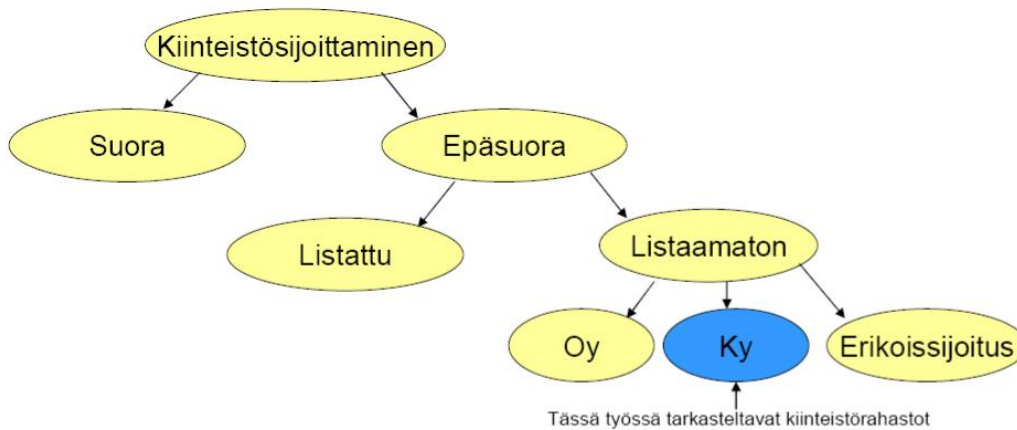 Kiinteistösijoittaminen
Suora
Epäsuora
Listattu
Listaamaton
Oy
Ky
Erikoissijoitus
Tässä työssä tarkasteltavat kiinteistörahastot